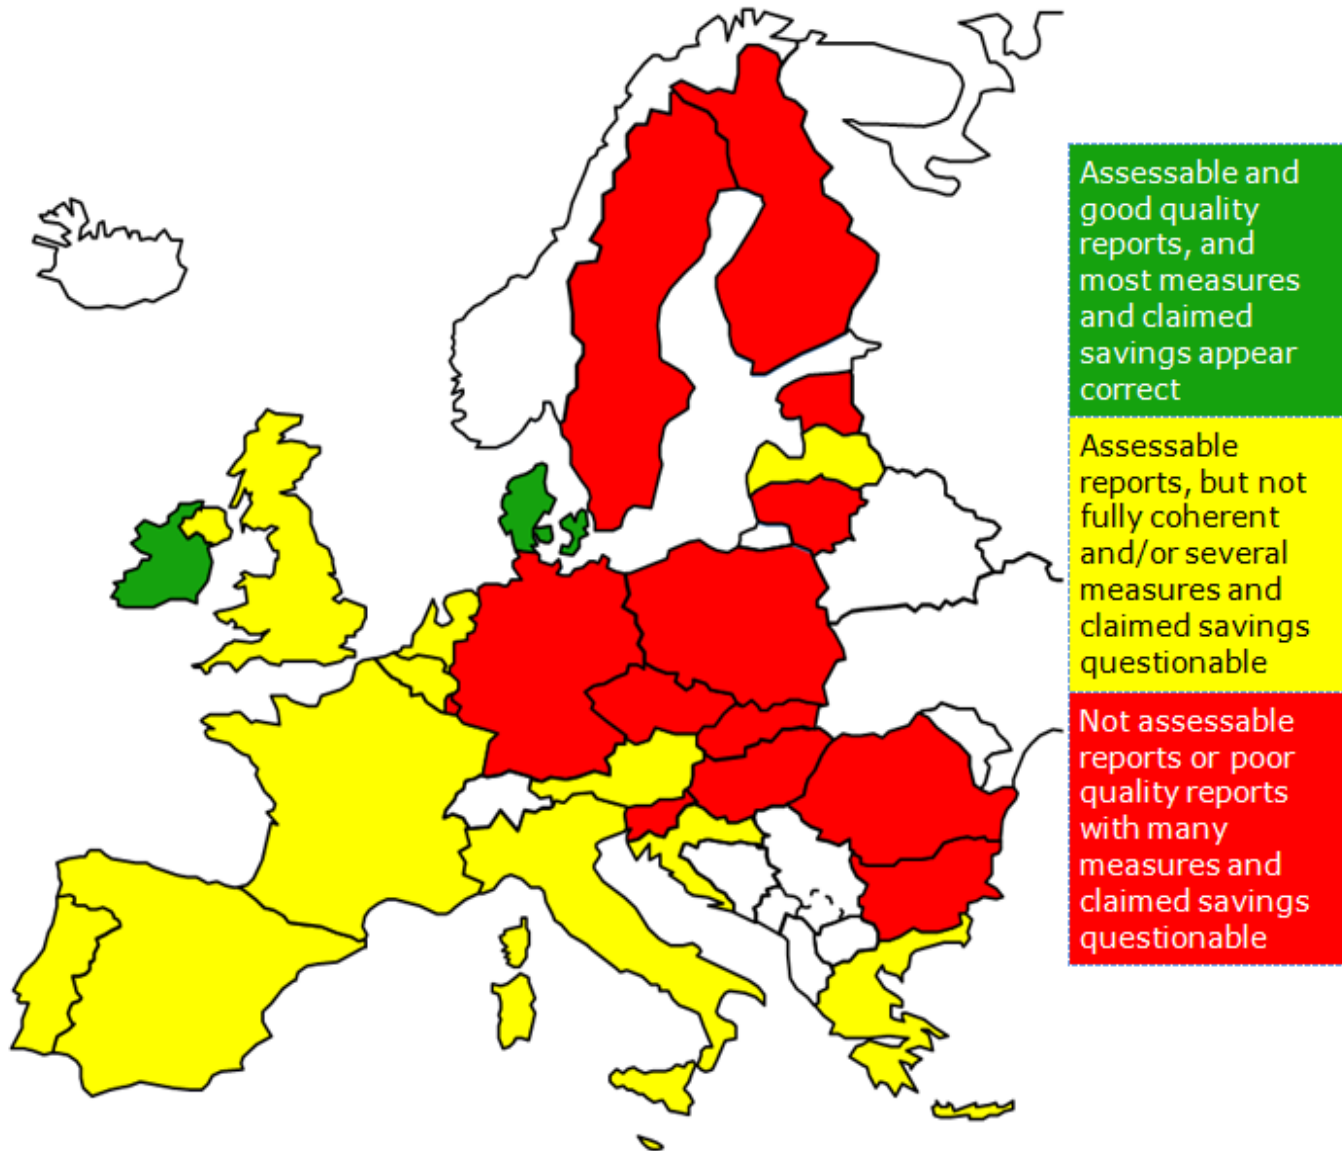 Assessable and
good quality
reports, and
most measures
and claimed
savings appear
correct
Assessable
reports, but not
fully coherent
and/or several
measures and
claimed savings
questionable
Not assessable
reports or poor
quality reports
with many
measures and
claimed savings
questionable